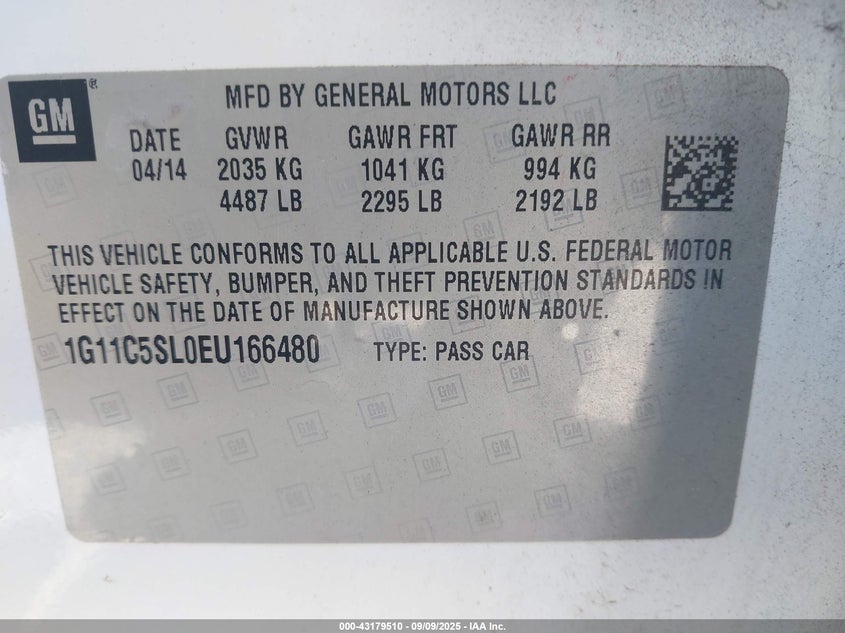 GM®
MFD BY GENERAL MOTORS LLC
DATE GVWR GAWR FRT GAWR RR
04/14 2035 KG 1041 KG 994 KG
4487 LB 2295 LB 2192 LB
THIS VEHICLE CONFORMS TO ALL APPLICABLE U.S. FEDERAL MOTOR
VEHICLE SAFETY, BUMPER, AND THEFT PREVENTION STANDARDS IN
EFFECT ON THE DATE OF MANUFACTURE SHOWN ABOVE.
1G11C5SL0EU166480 TYPE: PASS CAR
000-43179510 - 09/09/2025 - IAA Inc.